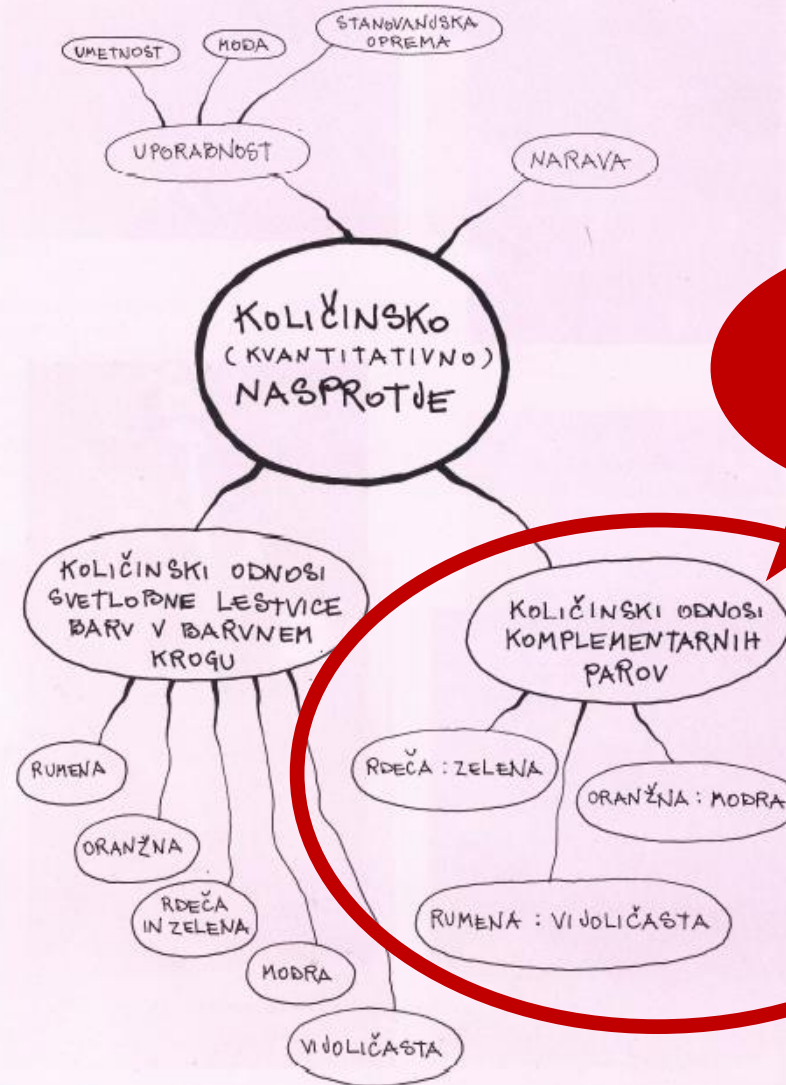 STANOVANJSKA
OPREMA
MODA
UMETNOST
UPORABNOST
NARAVA
KOLIČINSKO
(KVANTITATIVNO)
NASPROTJE
KOLIČINSKI ODNOSI
SVETLOBNE LESTVICE
BARV V BARVNEM
KROGU
KOLIČINSKI ODNOSI
KOMPLEMENTARNIH
PAROV
RUMENA
ORANŽNA
RDEČA
IN ZELENA
MODRA
VIJOLIČASTA
RDEČA : ZELENA
ORANŽNA : MODRA
RUMENA : VIJOLIČASTA